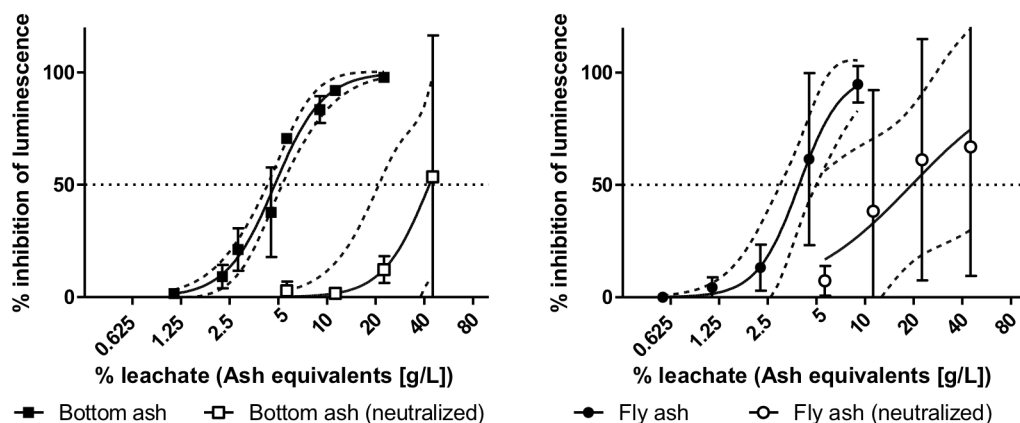 % inhibition of luminescence
100
50
0
0.625
1.25
2.5
5
10
20
40
80
% leachate (Ash equivalents [g/L])
Bottom ash
Bottom ash (neutralized)
% inhibition of luminescence
100
50
0
0.625
1.25
2.5
5
10
20
40
80
% leachate (Ash equivalents [g/L])
Fly ash
Fly ash (neutralized)